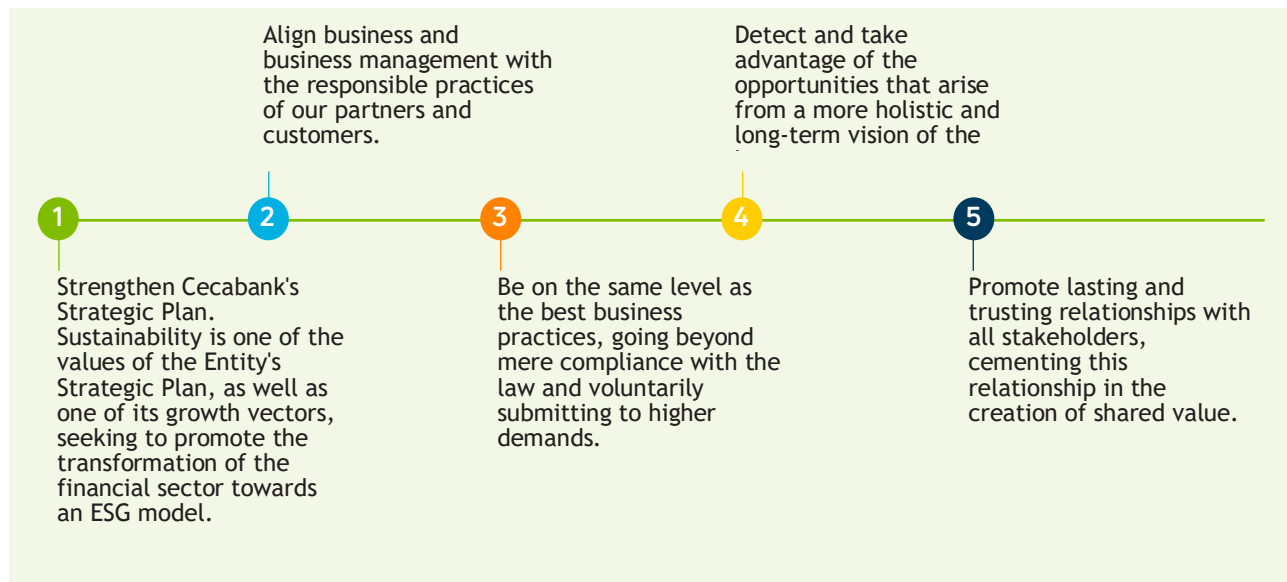 Align business and
business management with
the responsible practices
of our partners and
customers.
Detect and take
advantage of the
opportunities that arise
from a more holistic and
long-term vision of the
1
2
3
4
5
Strengthen Cecabank's
Strategic Plan.
Sustainability is one of the
values of the Entity's
Strategic Plan, as well as
one of its growth vectors,
seeking to promote the
transformation of the
financial sector towards
an ESG model.
Be on the same level as
the best business
practices, going beyond
mere compliance with the
law and voluntarily
submitting to higher
demands.
Promote lasting and
trusting relationships with
all stakeholders,
cementing this
relationship in the
creation of shared value.